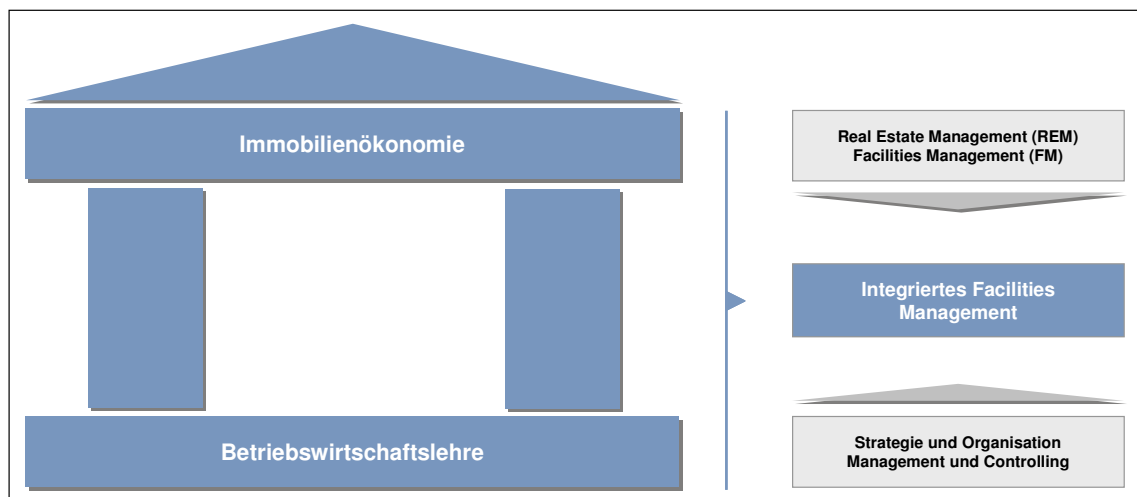 Immobilienökonomie
Betriebswirtschaftslehre
Real Estate Management (REM)
Facilities Management (FM)
Integriertes Facilities
Management
Strategie und Organisation
Management und Controlling